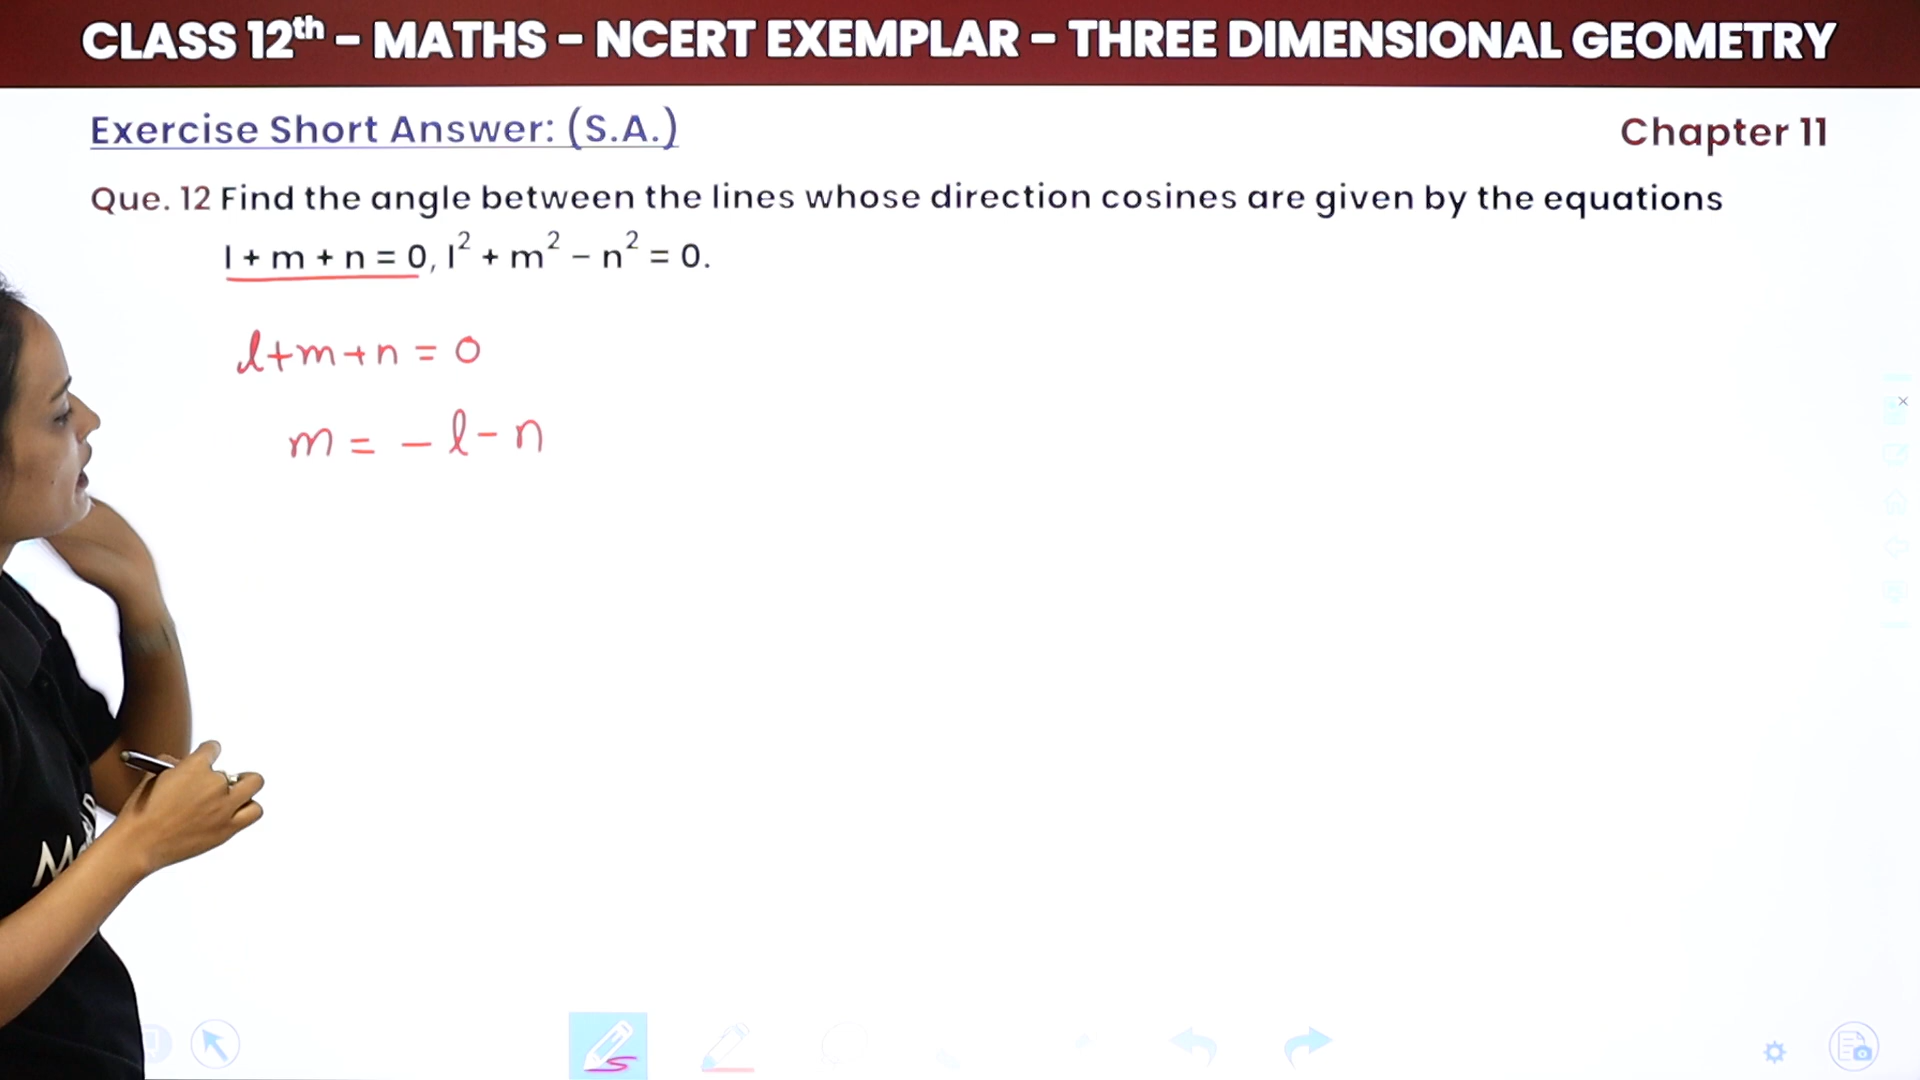 CLASS 12th – MATHS – NCERT EXEMPLAR – THREE DIMENSIONAL GEOMETRY
Exercise Short Answer: (S.A.)
Chapter 11
Que. 12 Find the angle between the lines whose direction cosines are given by the equations
l + m + n = 0, l² + m² − n² = 0.
l+m+n = 0
m = - l - n